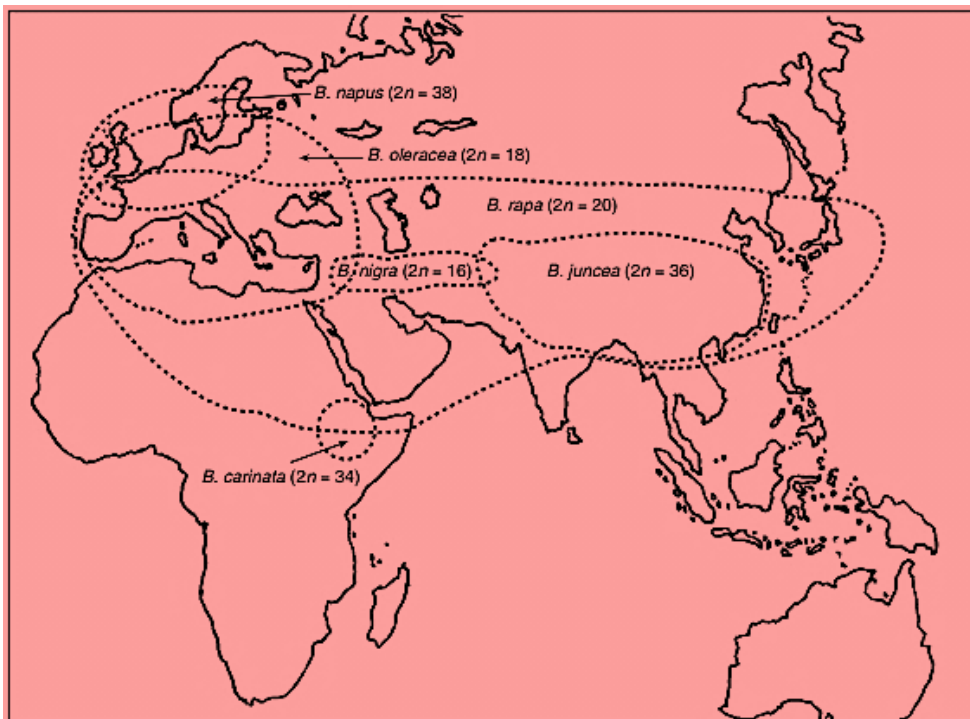 B. napus (2n = 38)
B. oleracea (2n = 18)
B. rapa (2n = 20)
B. nigra (2n = 16)
B. juncea (2n = 36)
B. carinata (2n = 34)